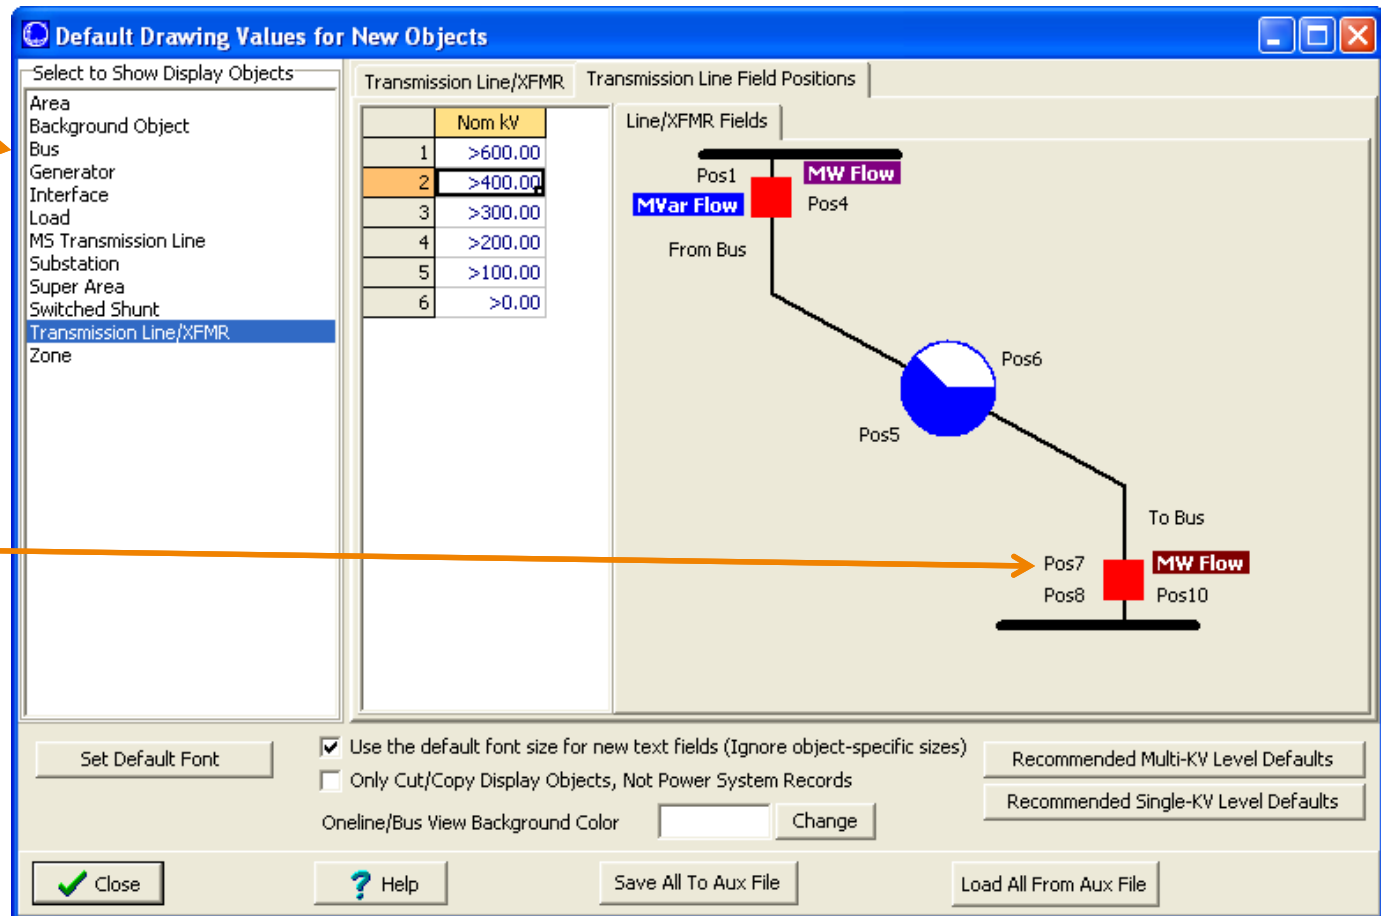 Default Drawing Values for New Objects
Select to Show Display Objects
Area
Background Object
Bus
Generator
Interface
Load
MS Transmission Line
Substation
Super Area
Switched Shunt
Transmission Line/XFMR
Zone
Transmission Line/XFMR
Transmission Line Field Positions
Nom kV
1 >600.00
2 >400.00
3 >300.00
4 >200.00
5 >100.00
6 >0.00
Line/XFMR Fields
Pos1
MW Flow
MVar Flow
Pos4
From Bus
Pos6
Pos5
To Bus
Pos7
MW Flow
Pos8
Pos10
Set Default Font
Use the default font size for new text fields (Ignore object-specific sizes)
Only Cut/Copy Display Objects, Not Power System Records
Oneline/Bus View Background Color
Change
Recommended Multi-KV Level Defaults
Recommended Single-KV Level Defaults
Close
? Help
Save All To Aux File
Load All From Aux File